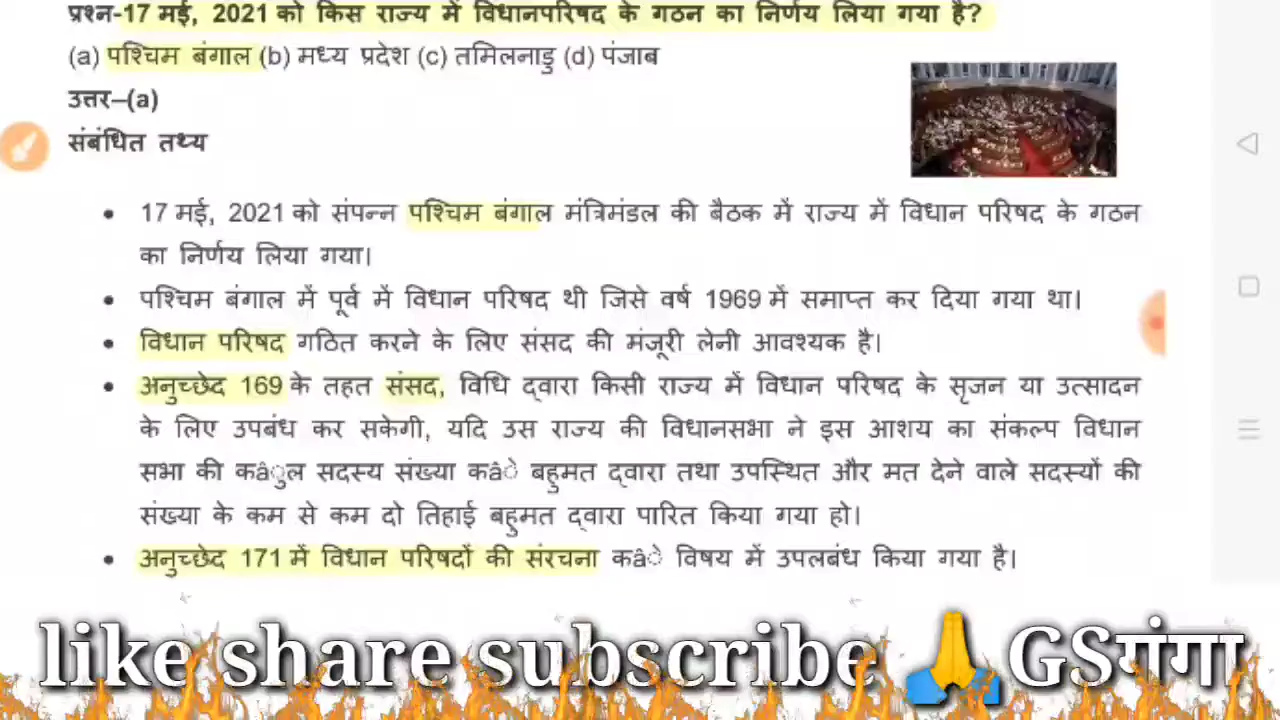 प्रश्न-17 मई, 2021 को किस राज्य में विधानपरिषद के गठन का निर्णय लिया गया है?
(a) पश्चिम बंगाल (b) मध्य प्रदेश (c) तमिलनाडु (d) पंजाब
उत्तर–(a)
संबंधित तथ्य
• 17 मई, 2021 को संपन्न पश्चिम बंगाल मंत्रिमंडल की बैठक में राज्य में विधान परिषद के गठन
का निर्णय लिया गया।
• पश्चिम बंगाल में पूर्व में विधान परिषद थी जिसे वर्ष 1969 में समाप्त कर दिया गया था।
• विधान परिषद गठित करने के लिए संसद की मंजूरी लेनी आवश्यक है।
• अनुच्छेद 169 के तहत संसद, विधि द्वारा किसी राज्य में विधान परिषद के सृजन या उत्सादन
के लिए उपबंध कर सकेगी, यदि उस राज्य की विधानसभा ने इस आशय का संकल्प विधान
सभा की कâुल सदस्य संख्या कâे बहुमत द्वारा तथा उपस्थित और मत देने वाले सदस्यों की
संख्या के कम से कम दो तिहाई बहुमत द्वारा पारित किया गया हो।
• अनुच्छेद 171 में विधान परिषदों की संरचना कâे विषय में उपलबंध किया गया है।
like share subscribe 🙏 GSगंगा